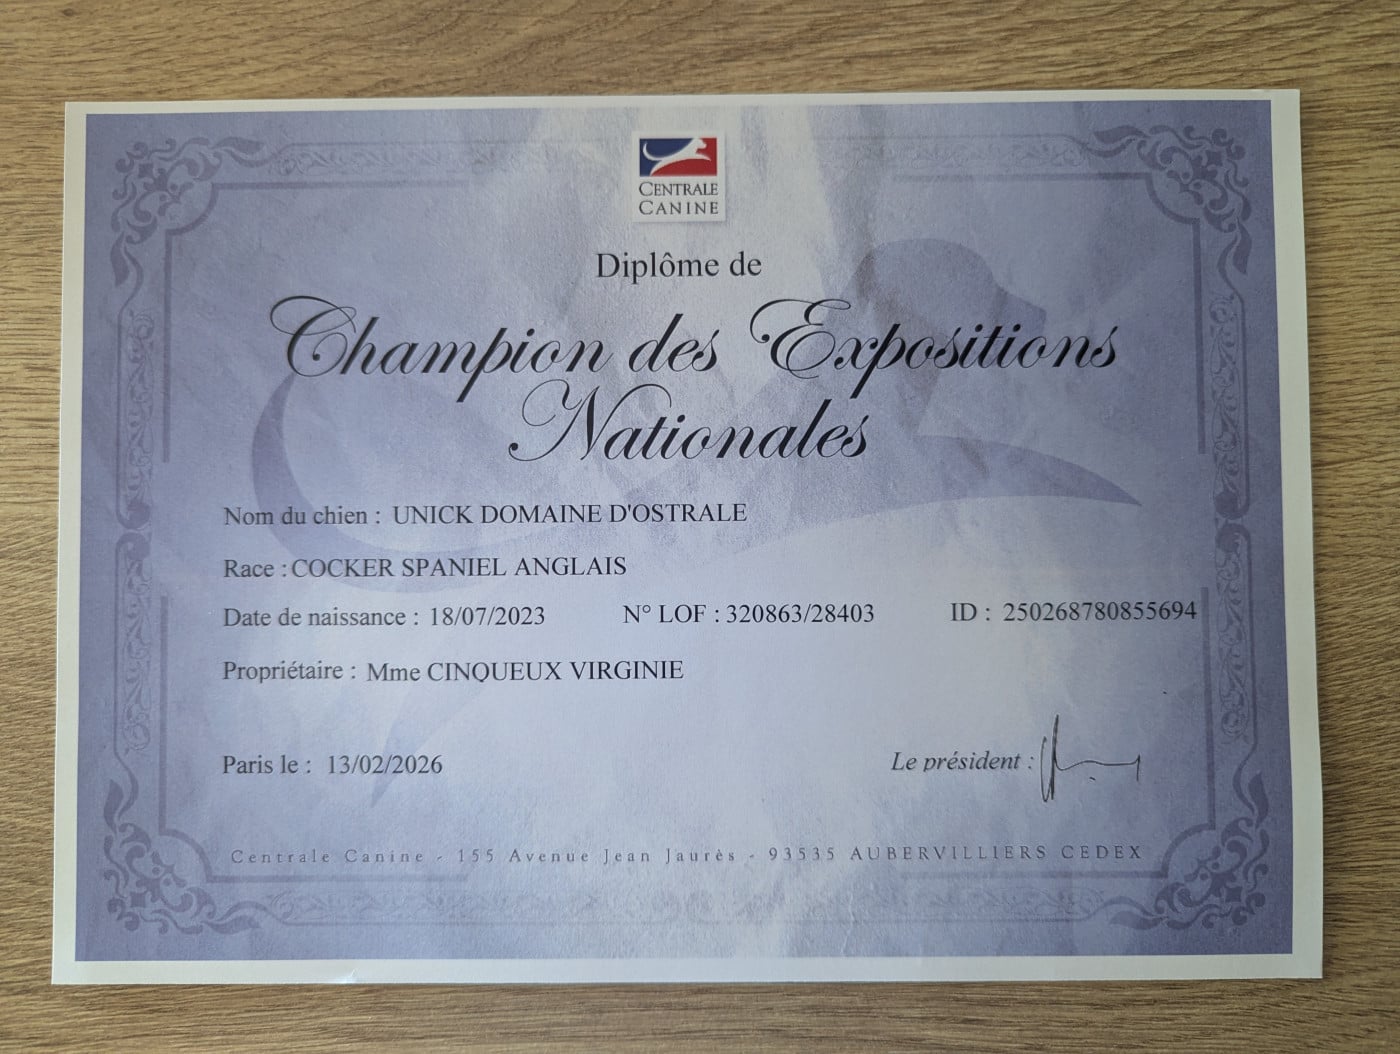 CENTRALE
CANINE
Diplôme de
Champion des Expositions
Nationales
Nom du chien : UNICK DOMAINE D'OSTRALE
Race : COCKER SPANIEL ANGLAIS
Date de naissance : 18/07/2023 N° LOF : 320863/28403 ID : 250268780855694
Propriétaire : Mme CINQUEUX VIRGINIE
Paris le : 13/02/2026 Le président :
Centrale Canine - 155 Avenue Jean Jaurès - 93535 AUBERVILLIERS CEDEX